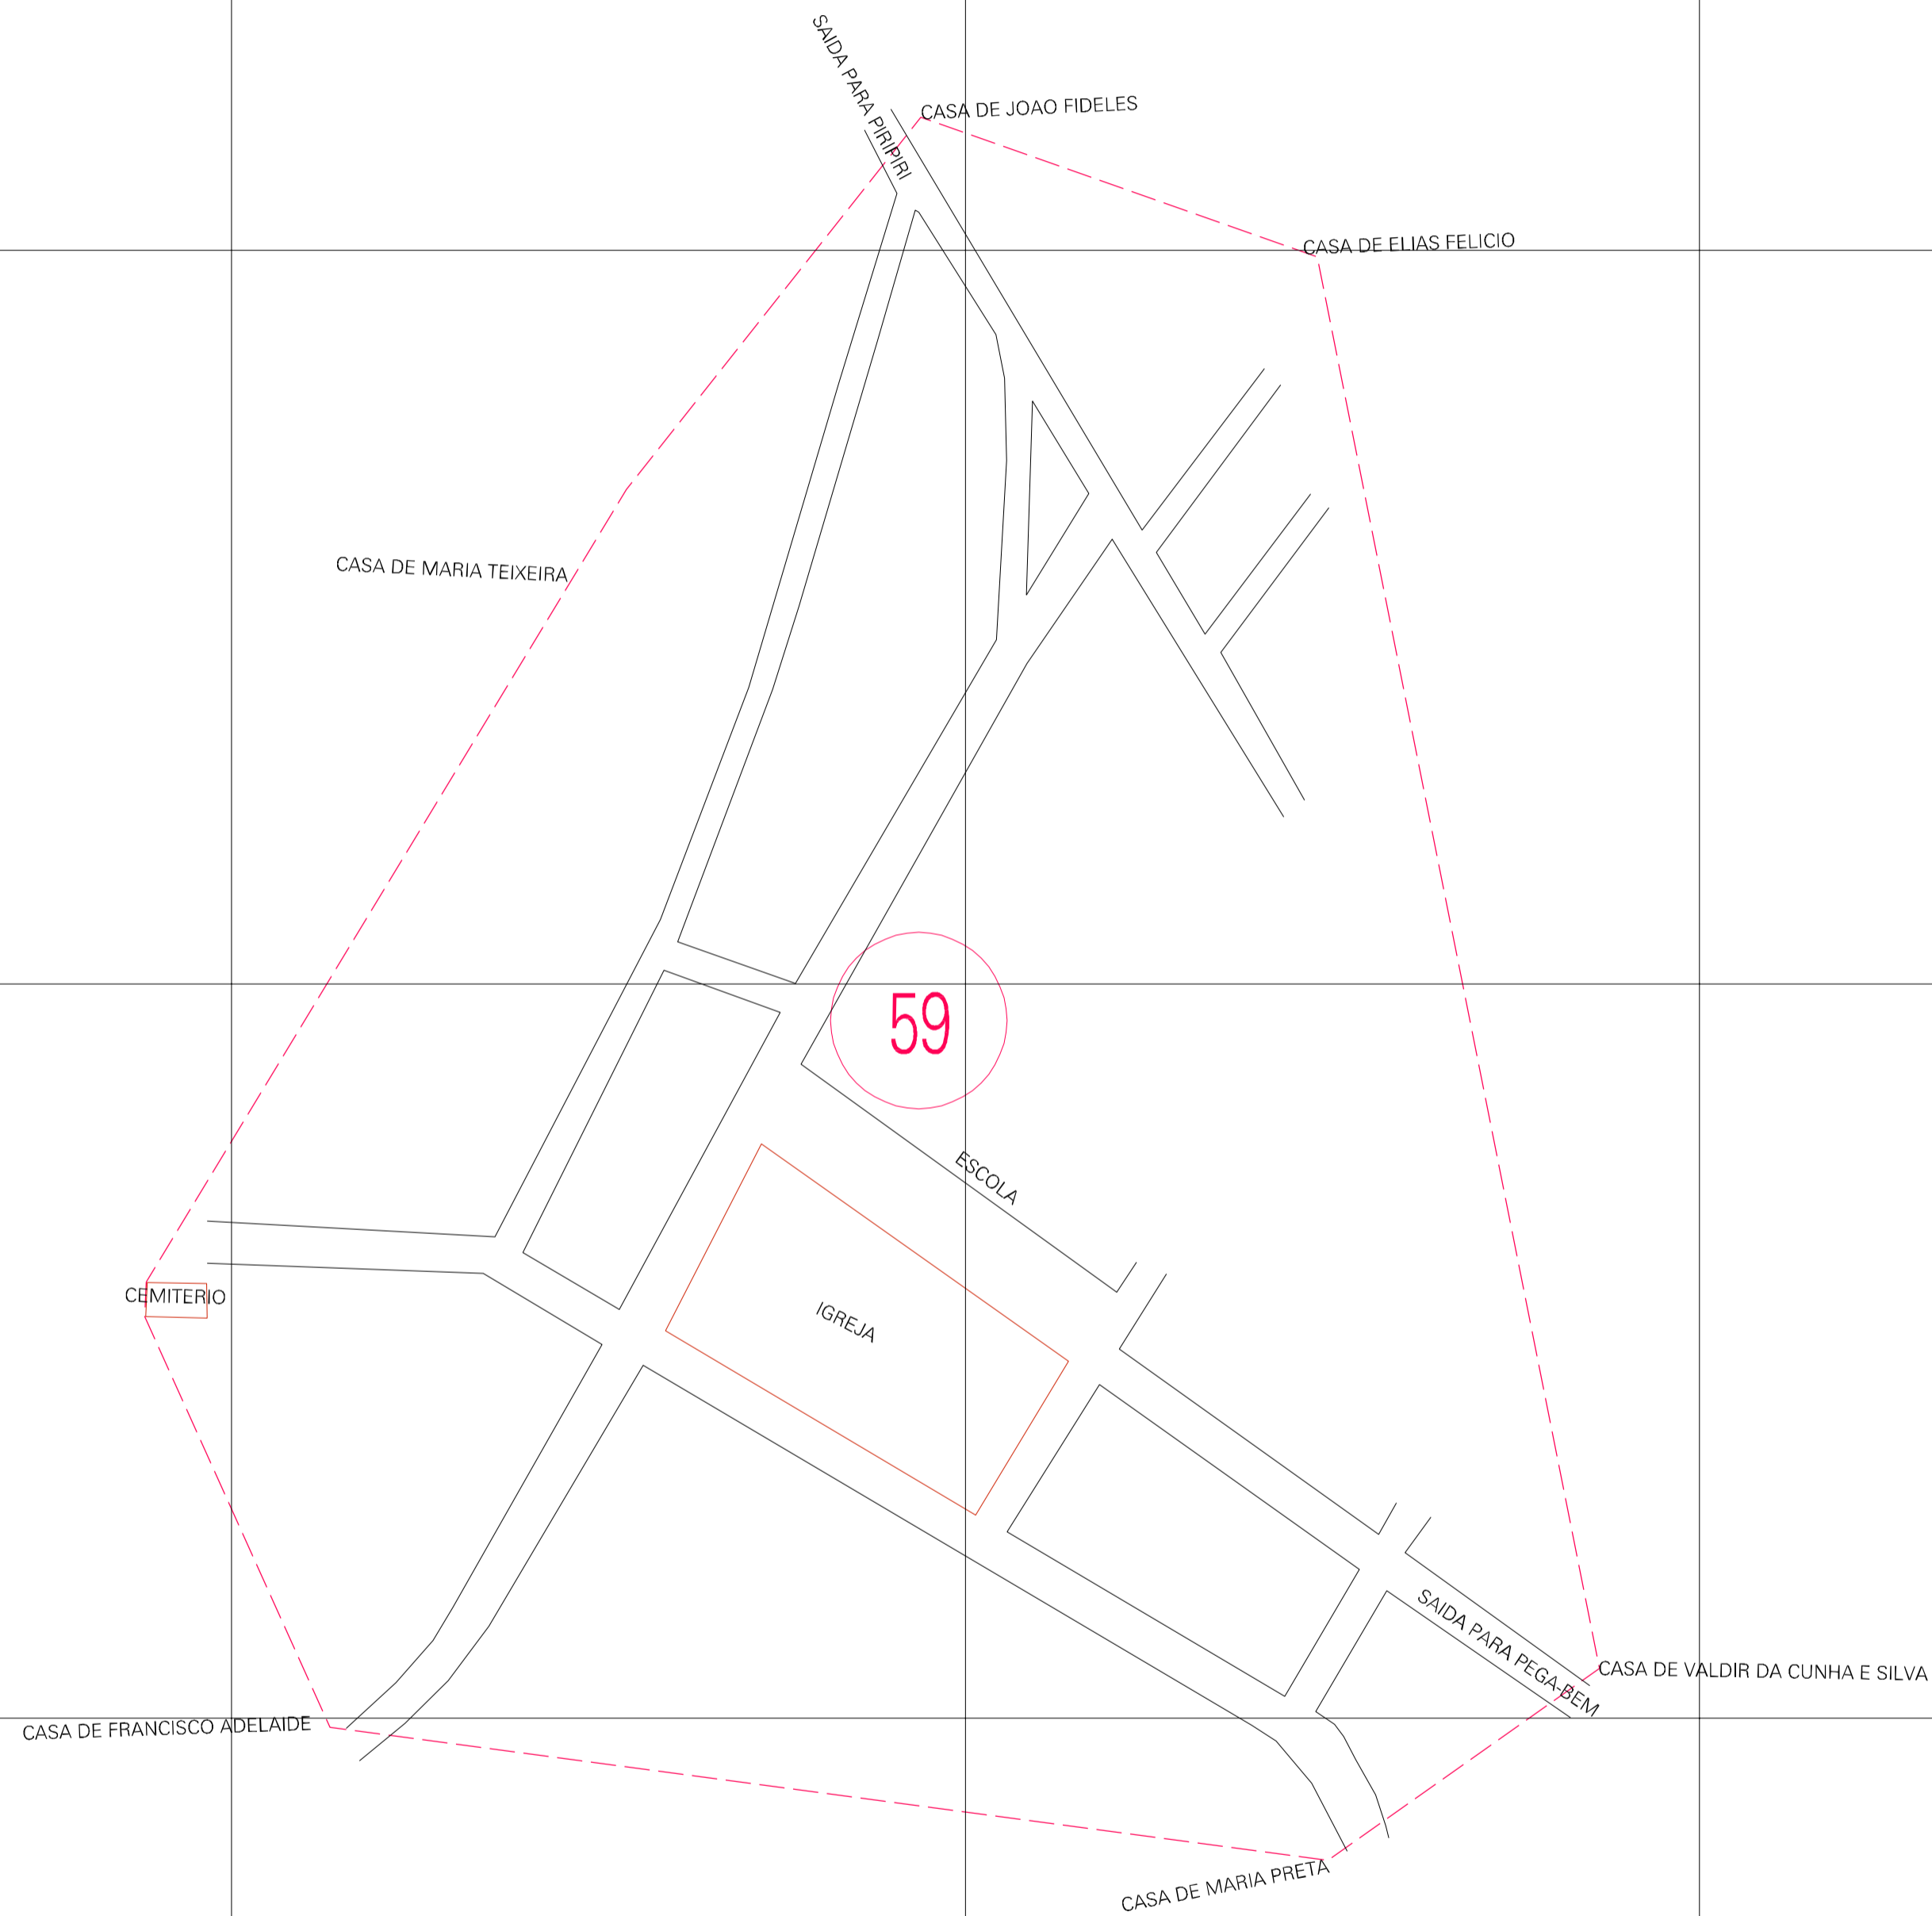 SAIDA PARA PIRIPIRI
CASA DE JOAO FIDELES
CASA DE ELIAS FELICIO
CASA DE MARIA TEIXEIRA
59
ESCOLA
CEMITERIO
IGREJA
SAIDA PARA PEGA-BEM
CASA DE VALDIR DA CUNHA E SILVA
CASA DE FRANCISCO ADELAIDE
CASA DE MARIA PRETA